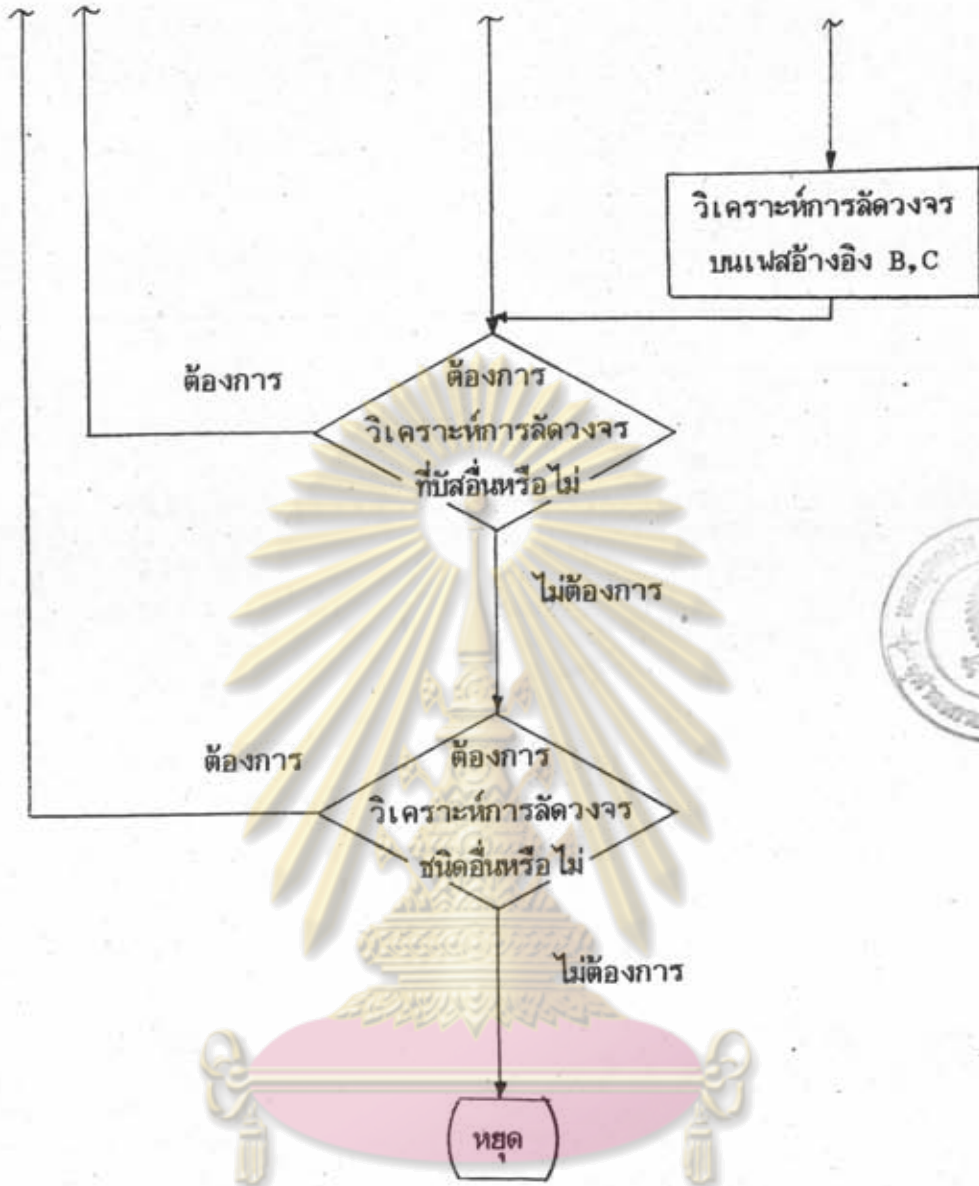 วิเคราะห์การลัดวงจร
บนเฟสอ้างอิง B,C
ต้องการ
ต้องการ
วิเคราะห์การลัดวงจร
ที่บัสอื่นหรือไม่
ไม่ต้องการ
ต้องการ
ต้องการ
วิเคราะห์การลัดวงจร
ชนิดอื่นหรือไม่
ไม่ต้องการ
หยุด